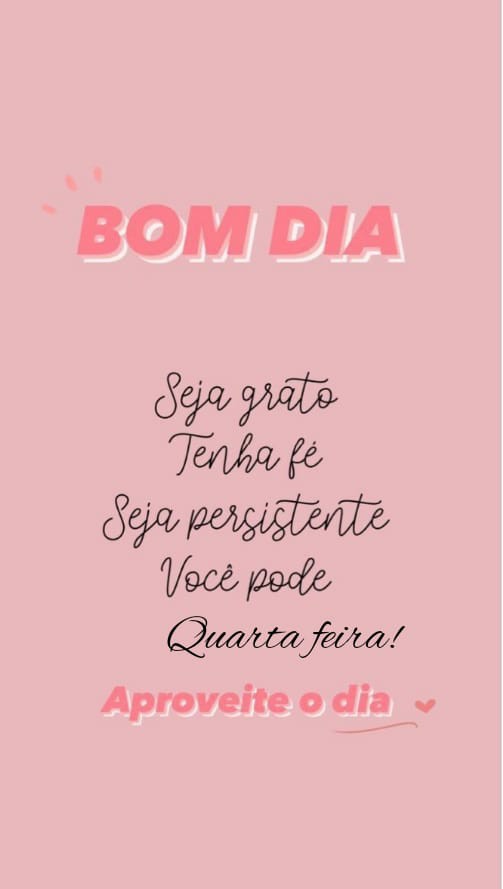 BOM DIA
Seja grato
Tenha fé
Seja persistente
Você pode
Quarta feira!
Aproveite o dia